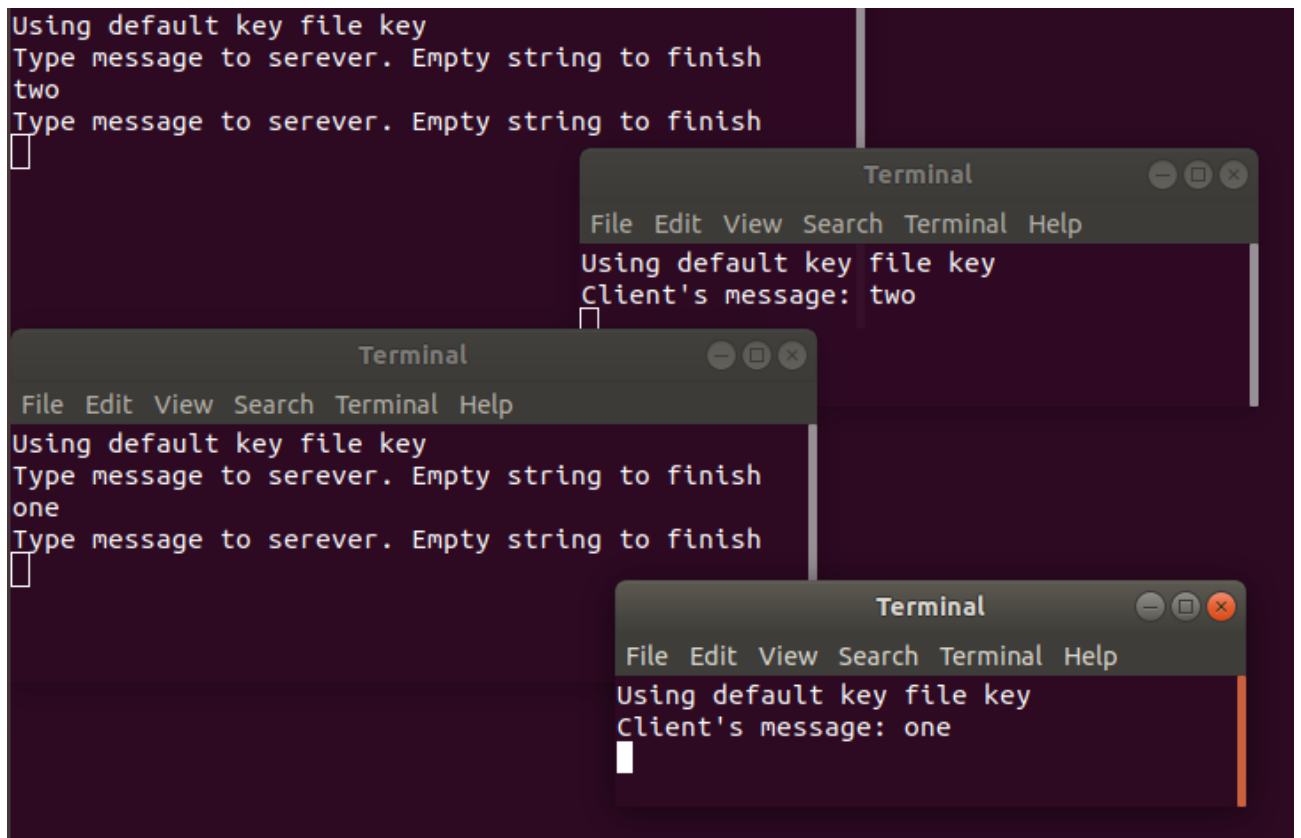 Using default key file key
Type message to serever. Empty string to finish
two
Type message to serever. Empty string to finish
Terminal
File Edit View Search Terminal Help
Using default key file key
Client's message: two
Terminal
File Edit View Search Terminal Help
Using default key file key
Type message to serever. Empty string to finish
one
Type message to serever. Empty string to finish
Terminal
File Edit View Search Terminal Help
Using default key file key
Client's message: one